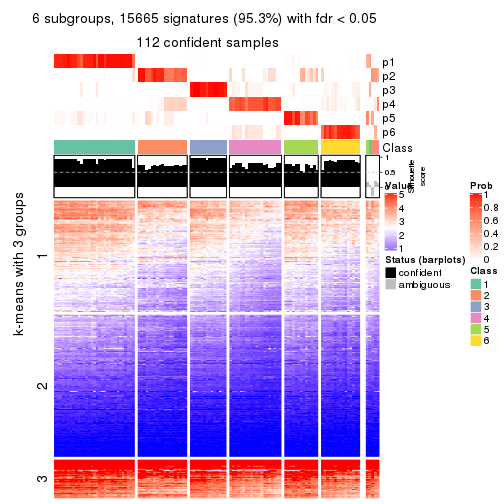 6 subgroups, 15665 signatures (95.3%) with fdr < 0.05
112 confident samples
p1
p2
p3
p4
p5
p6
Class
1
0.5
0
Silhouette
score
k-means with 3 groups
1
2
3
Value
5
4
3
2
1
Status (barplots)
confident
ambiguous
Prob
1
0.8
0.6
0.4
0.2
0
Class
1
2
3
4
5
6